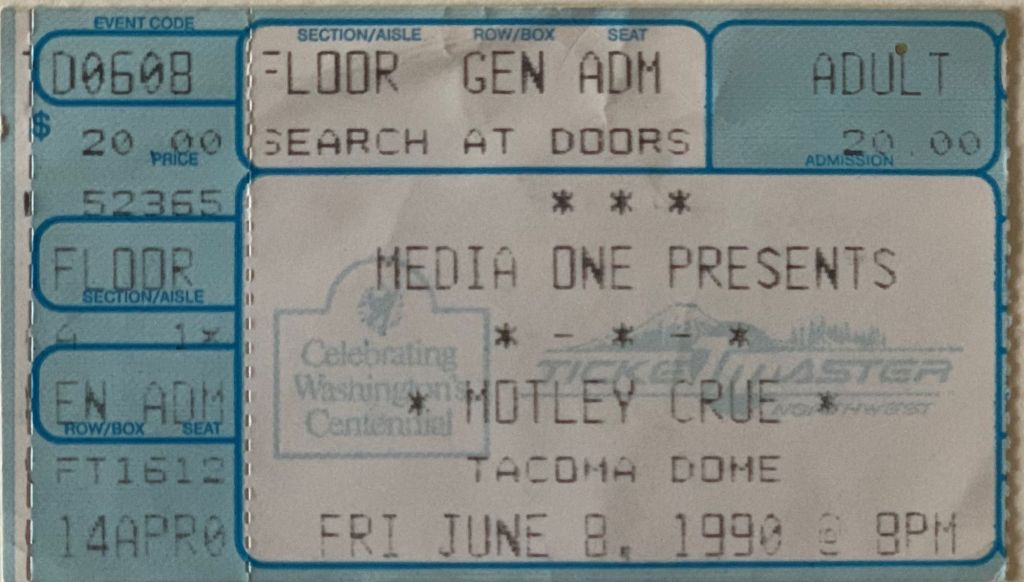 EVENT CODE
D0608
$ 20.00
PRICE
52365
FLOOR
SECTION/AISLE
A 1*
EN ADM
ROW/BOX SEAT
FT1612
14APR0
SECTION/AISLE ROW/BOX SEAT
FLOOR GEN ADM
SEARCH AT DOORS
ADULT
20.00
ADMISSION
* * *
MEDIA ONE PRESENTS
* - * - *
Celebrating
Washington's
Centennial
TICKETMASTER
NORTHWEST
* MOTLEY CRUE *
TACOMA DOME
FRI JUNE 8, 1990 @ 8PM